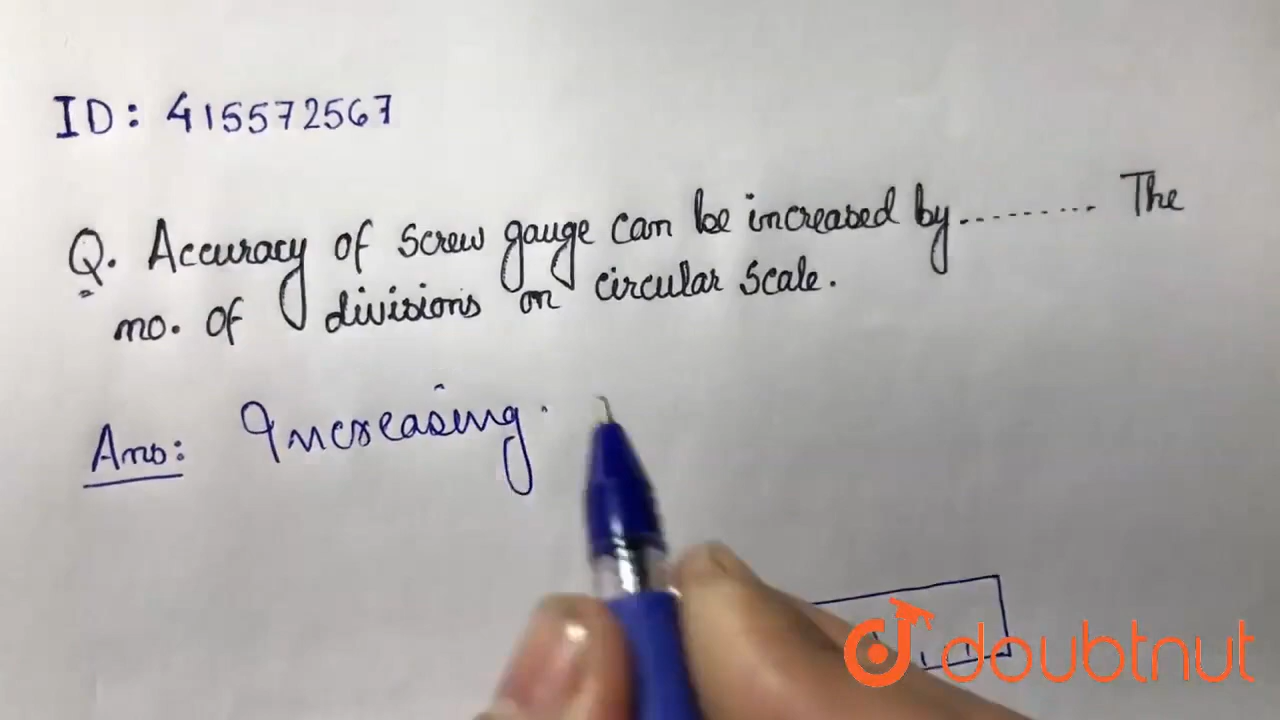 ID: 415572567
Q. Accuracy of screw gauge can be increased by.......... The
no. of divisions on circular scale.
Ans: Increasing.
doubtnut